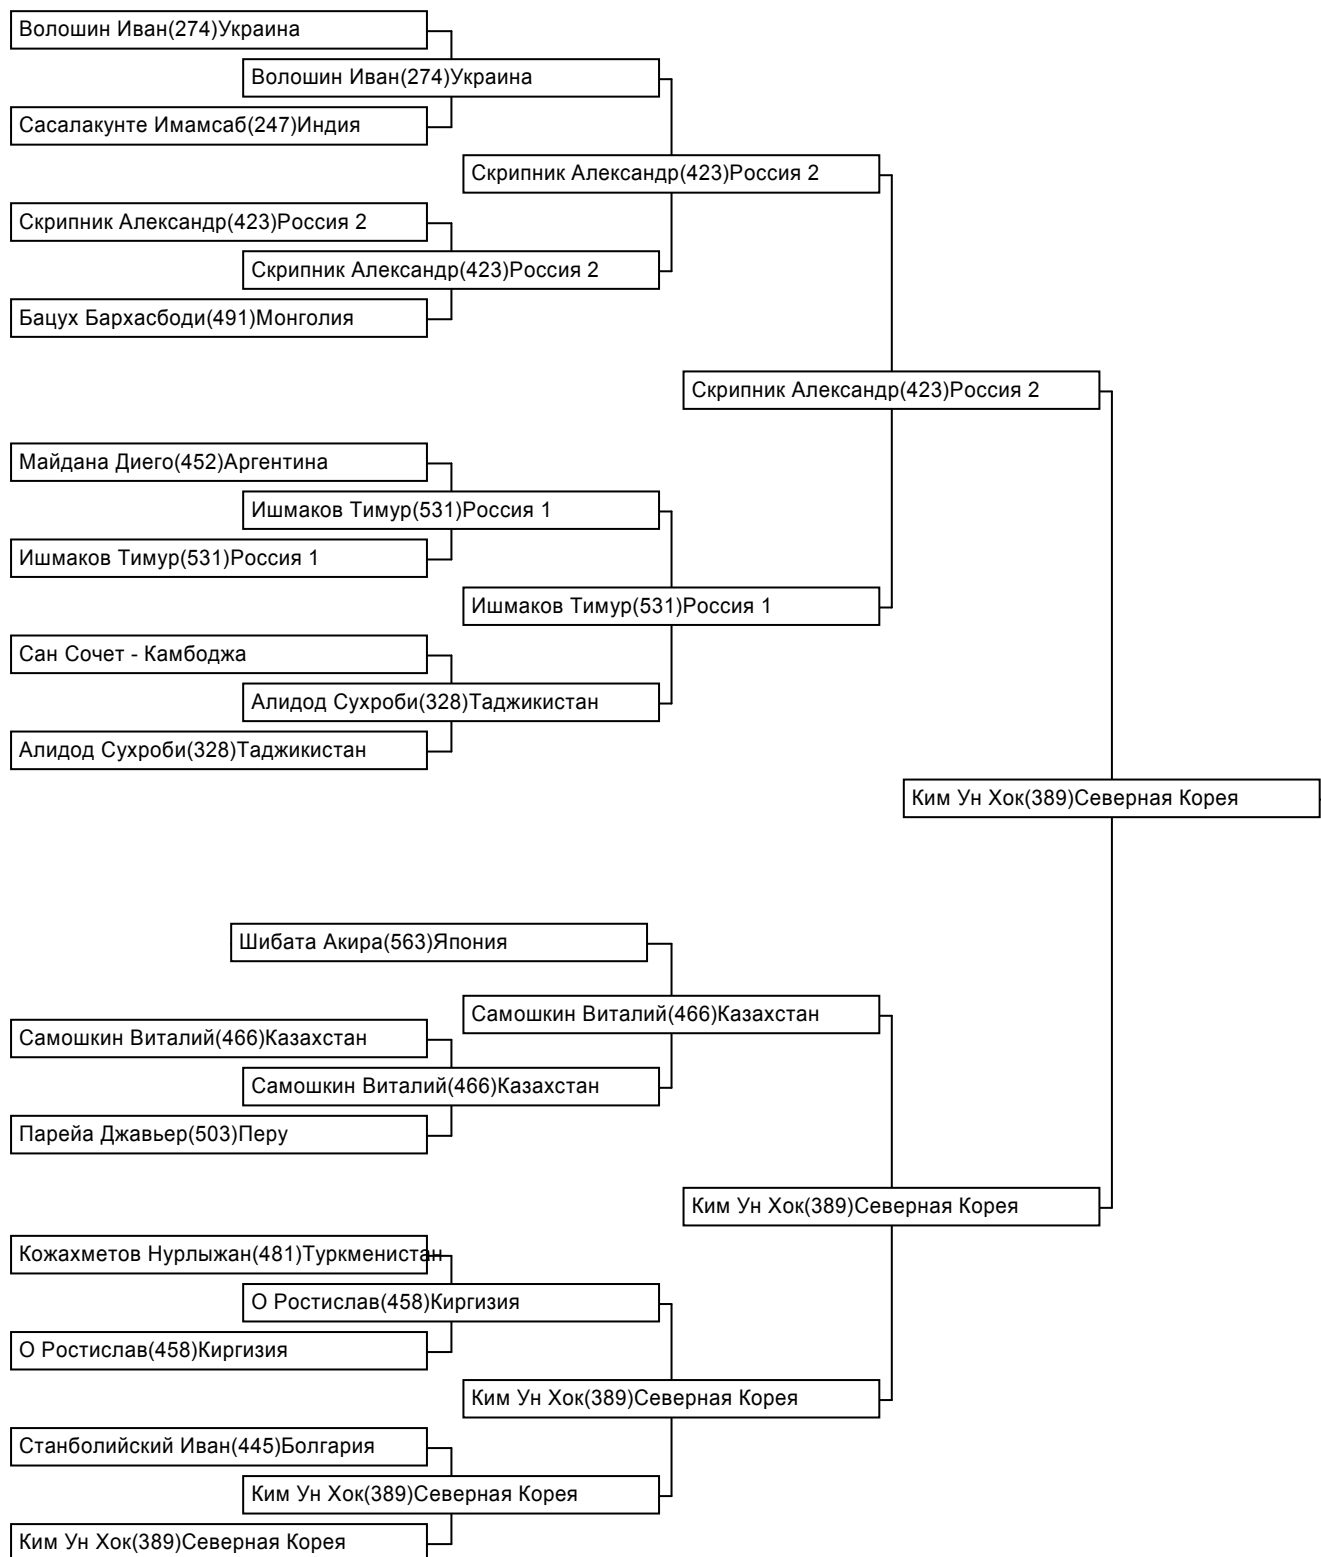 Волошин Иван(274)Украина
Волошин Иван(274)Украина
Сасалакунте Имамсаб(247)Индия
Скрипник Александр(423)Россия 2
Скрипник Александр(423)Россия 2
Скрипник Александр(423)Россия 2
Бацух Бархасбоди(491)Монголия
Скрипник Александр(423)Россия 2
Майдана Диего(452)Аргентина
Ишмаков Тимур(531)Россия 1
Ишмаков Тимур(531)Россия 1
Ишмаков Тимур(531)Россия 1
Сан Сочет - Камбоджа
Алидод Сухроби(328)Таджикистан
Алидод Сухроби(328)Таджикистан
Ким Ун Хок(389)Северная Корея
Шибата Акира(563)Япония
Самошкин Виталий(466)Казахстан
Самошкин Виталий(466)Казахстан
Самошкин Виталий(466)Казахстан
Парейа Джавьер(503)Перу
Ким Ун Хок(389)Северная Корея
Кожахметов Нурлыжан(481)Туркменистан
О Ростислав(458)Киргизия
О Ростислав(458)Киргизия
Ким Ун Хок(389)Северная Корея
Станболийский Иван(445)Болгария
Ким Ун Хок(389)Северная Корея
Ким Ун Хок(389)Северная Корея